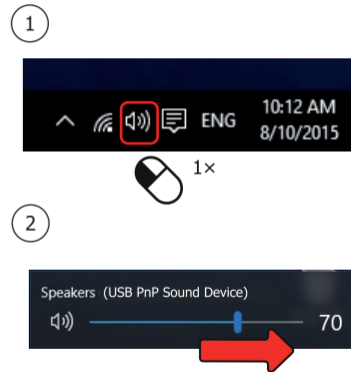 1
ENG
10:12 AM
8/10/2015
1×
2
Speakers (USB PnP Sound Device)
70